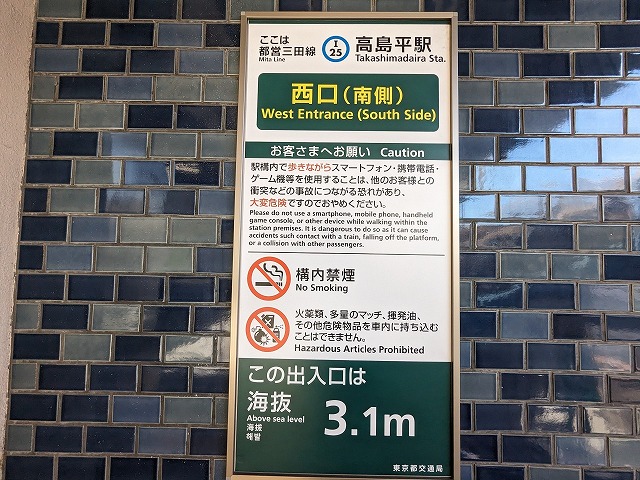 ここは
都営三田線
Mita Line
I
25
高島平駅
Takashimadaira Sta.
西口(南側)
West Entrance (South Side)
お客さまへお願い Caution
駅構内で歩きながらスマートフォン・携帯電話・
ゲーム機等を使用することは、他のお客様との
衝突などの事故につながる恐れがあり、
大変危険ですのでおやめください。
Please do not use a smartphone, mobile phone, handheld
game console, or other device while walking within the
station premises. It is dangerous to do so as it can cause
accidents such contact with a train, falling off the platform,
or a collision with other passengers.
構内禁煙
No Smoking
火薬類、多量のマッチ、揮発油、
その他危険物品を車内に持ち込む
ことはできません。
Hazardous Articles Prohibited
この出入口は
海抜
Above sea level
海拔
해발
3.1m
東京都交通局